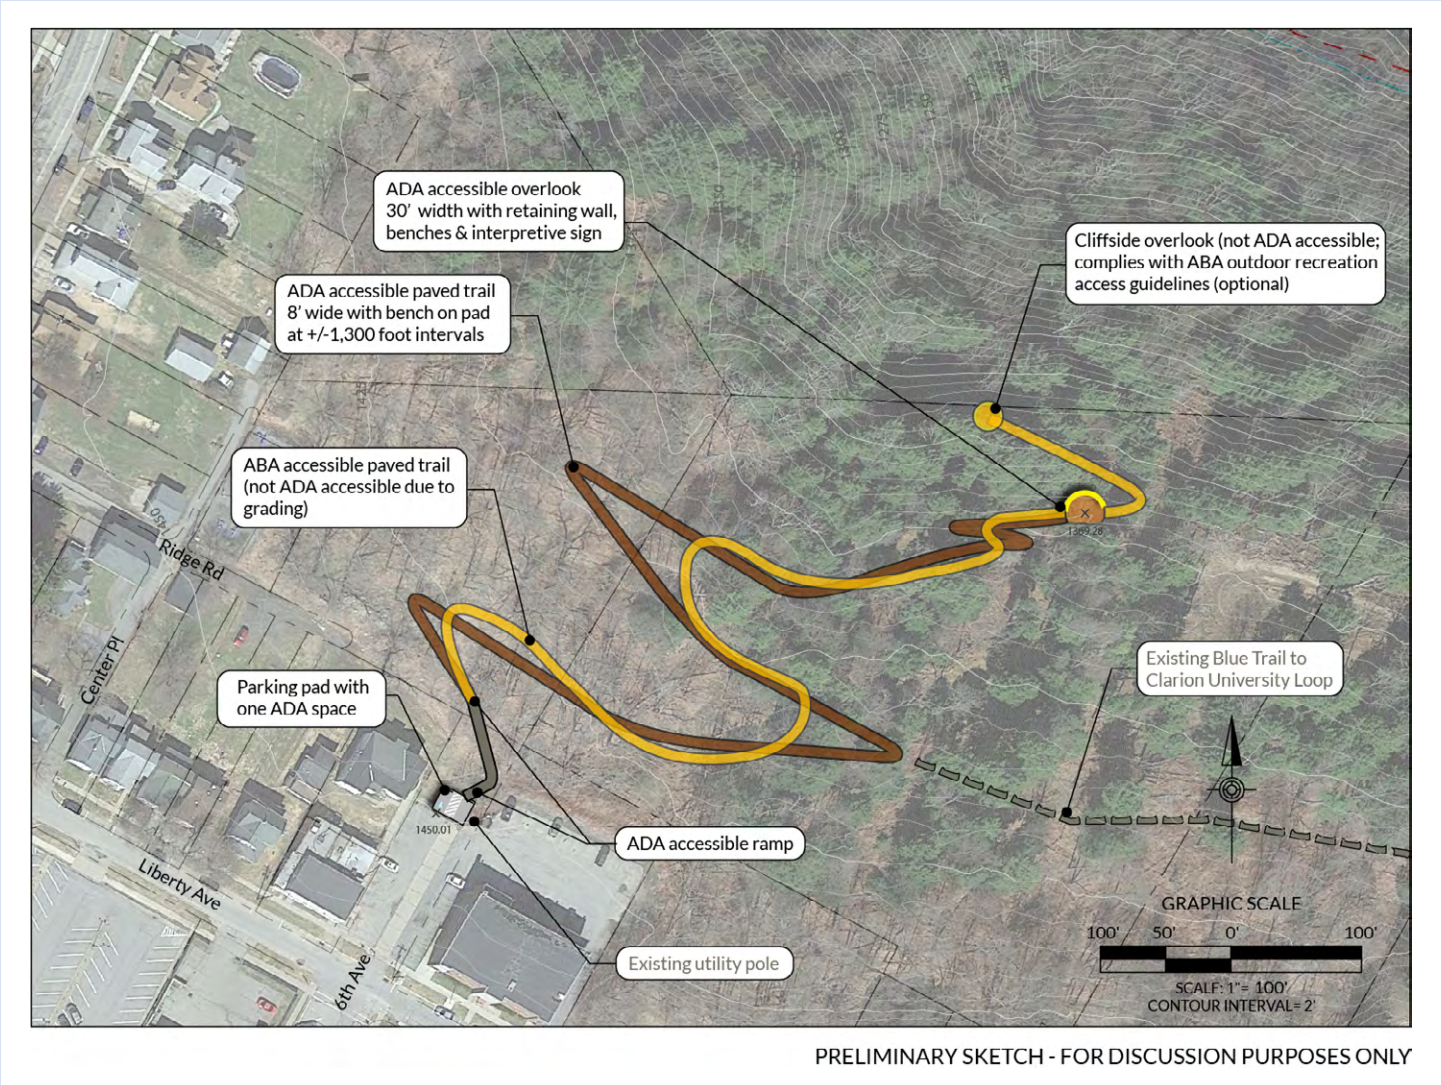 ADA accessible overlook
30' width with retaining wall,
benches & interpretive sign
Cliffside overlook (not ADA accessible;
complies with ABA outdoor recreation
access guidelines (optional)
ADA accessible paved trail
8' wide with bench on pad
at +/-1,300 foot intervals
ABA accessible paved trail
(not ADA accessible due to
grading)
1369.28
Ridge Rd
Center Pl
Existing Blue Trail to
Clarion University Loop
Parking pad with
one ADA space
1450.01
ADA accessible ramp
Liberty Ave
6th Ave
Existing utility pole
GRAPHIC SCALE
100' 50' 0' 100'
SCALE: 1"= 100'
CONTOUR INTERVAL= 2'
PRELIMINARY SKETCH - FOR DISCUSSION PURPOSES ONLY